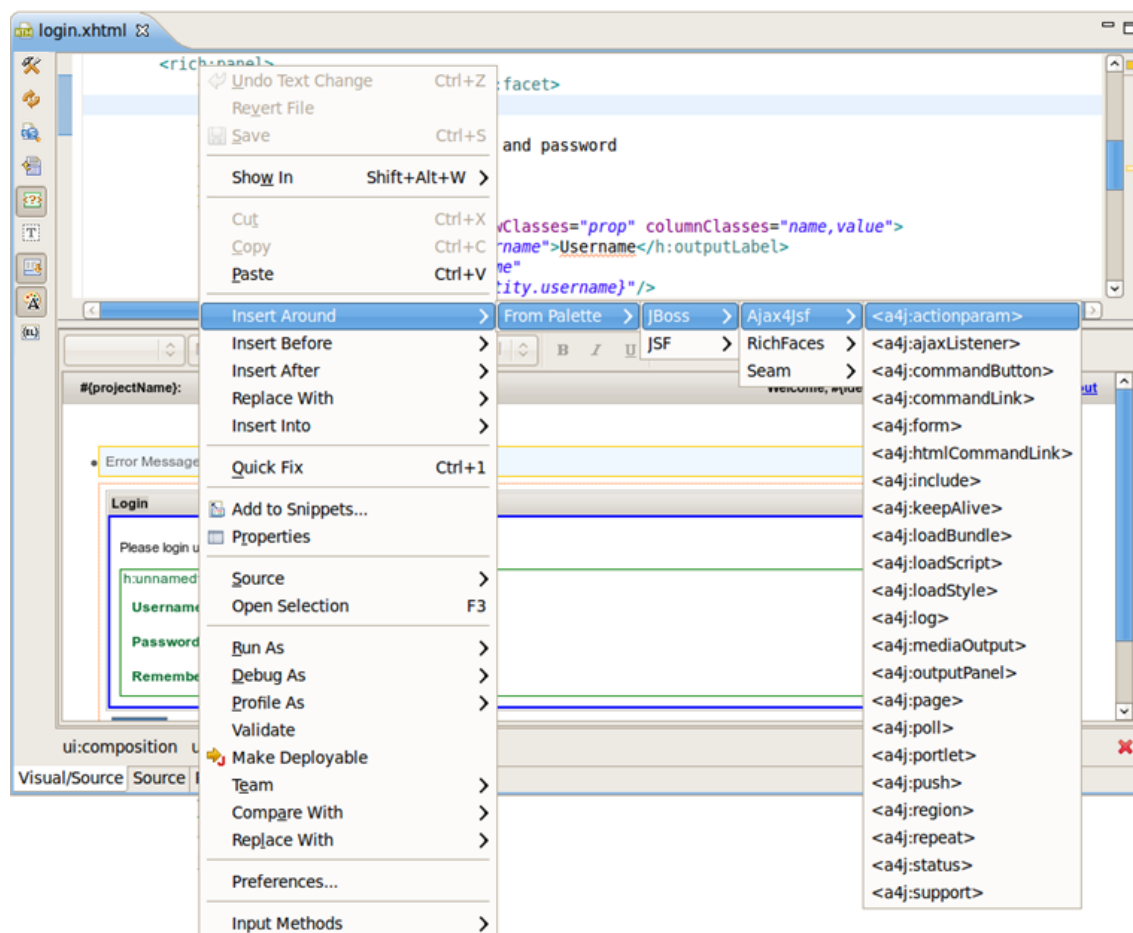 login.xhtml
<rich:panel>
:facet>
and password
wClasses="prop" columnClasses="name,value">
rname">Username</h:outputLabel>
me"
tity.username}"/>
Undo Text Change Ctrl+Z
Revert File
Save Ctrl+S
Show In Shift+Alt+W
Cut Ctrl+X
Copy Ctrl+C
Paste Ctrl+V
Insert Around
Insert Before
Insert After
Replace With
Insert Into
Quick Fix Ctrl+1
Add to Snippets...
Properties
Source
Open Selection F3
Run As
Debug As
Profile As
Validate
Make Deployable
Team
Compare With
Replace With
Preferences...
Input Methods
From Palette
JBoss
JSF
Ajax4Jsf
RichFaces
Seam
<a4j:actionparam>
<a4j:ajaxListener>
<a4j:commandButton>
<a4j:commandLink>
<a4j:form>
<a4j:htmlCommandLink>
<a4j:include>
<a4j:keepAlive>
<a4j:loadBundle>
<a4j:loadScript>
<a4j:loadStyle>
<a4j:log>
<a4j:mediaOutput>
<a4j:outputPanel>
<a4j:page>
<a4j:poll>
<a4j:portlet>
<a4j:push>
<a4j:region>
<a4j:repeat>
<a4j:status>
<a4j:support>
B I U
#{projectName}:
Welcome, #{ide
out
Error Message
Login
Please login u
h:unnamed
Username
Password
Remembe
ui:composition u
Visual/Source Source